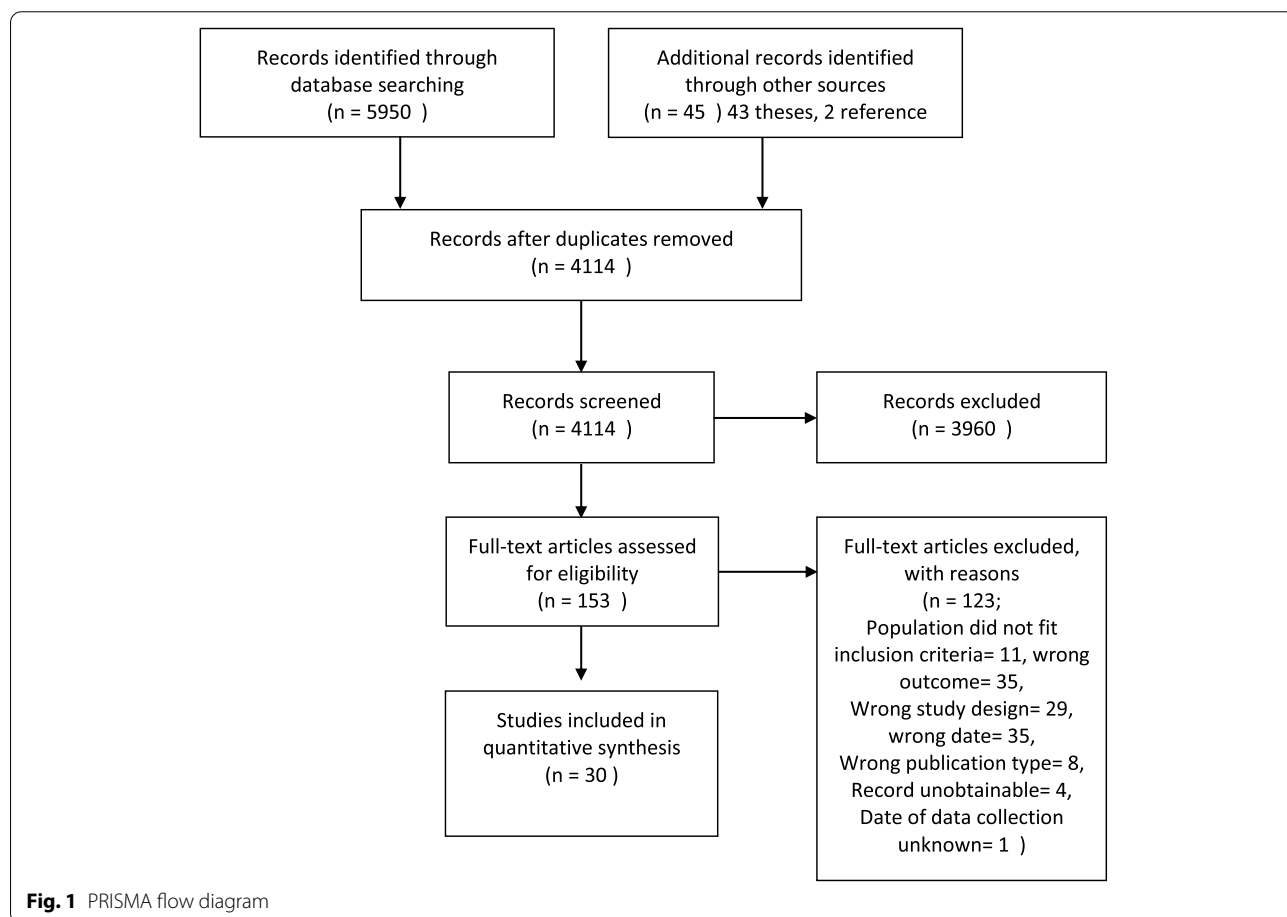 Records identified through
database searching
(n = 5950  )
Additional records identified
through other sources
(n = 45  ) 43 theses, 2 reference
Records after duplicates removed
(n = 4114  )
Records screened
(n = 4114  )
Records excluded
(n = 3960  )
Full-text articles assessed
for eligibility
(n = 153  )
Full-text articles excluded,
with reasons
(n = 123;
Population did not fit
inclusion criteria= 11, wrong
outcome= 35,
Wrong study design= 29,
wrong date= 35,
Wrong publication type= 8,
Record unobtainable= 4,
Date of data collection
unknown= 1  )
Studies included in
quantitative synthesis
(n = 30 )
Fig. 1 PRISMA flow diagram